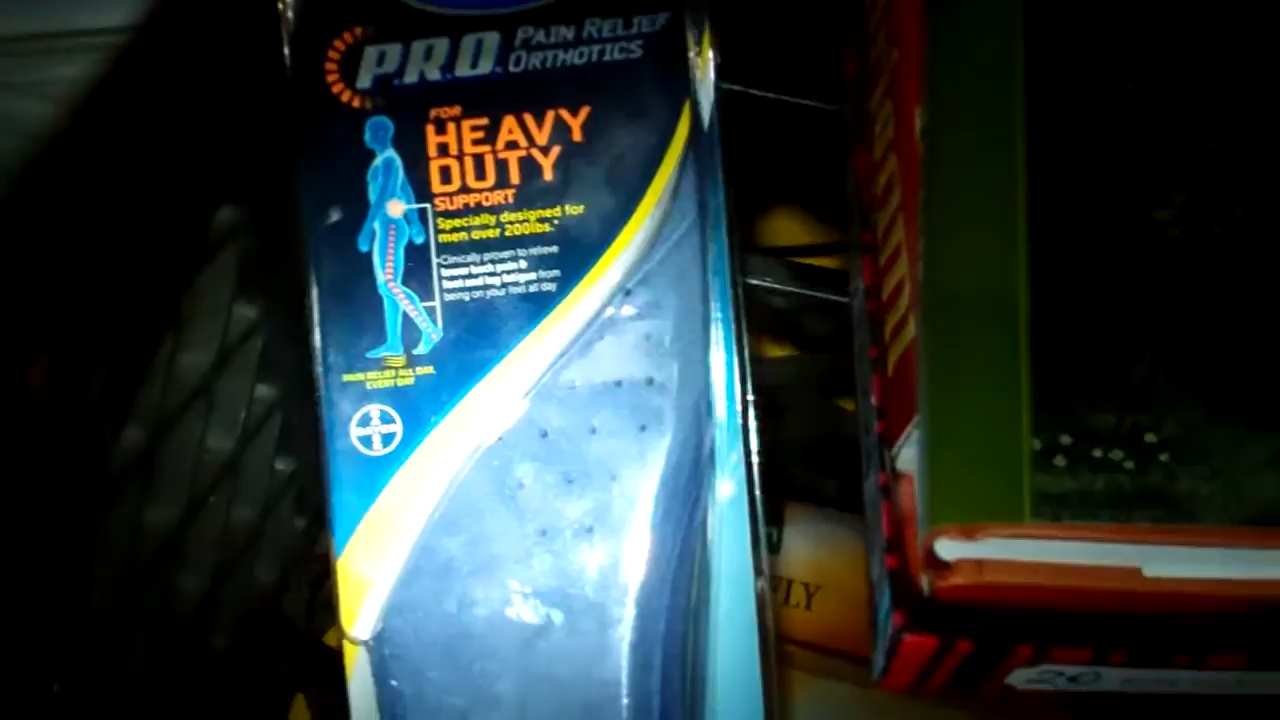 P.R.O. PAIN RELIEF
ORTHOTICS
FOR
HEAVY
DUTY
SUPPORT
Specially designed for
men over 200lbs.*
Clinically proven to relieve
lower back pain &
foot and leg fatigue from
being on your feet all day
PAIN RELIEF ALL DAY,
EVERY DAY
BAYER
FLY
20